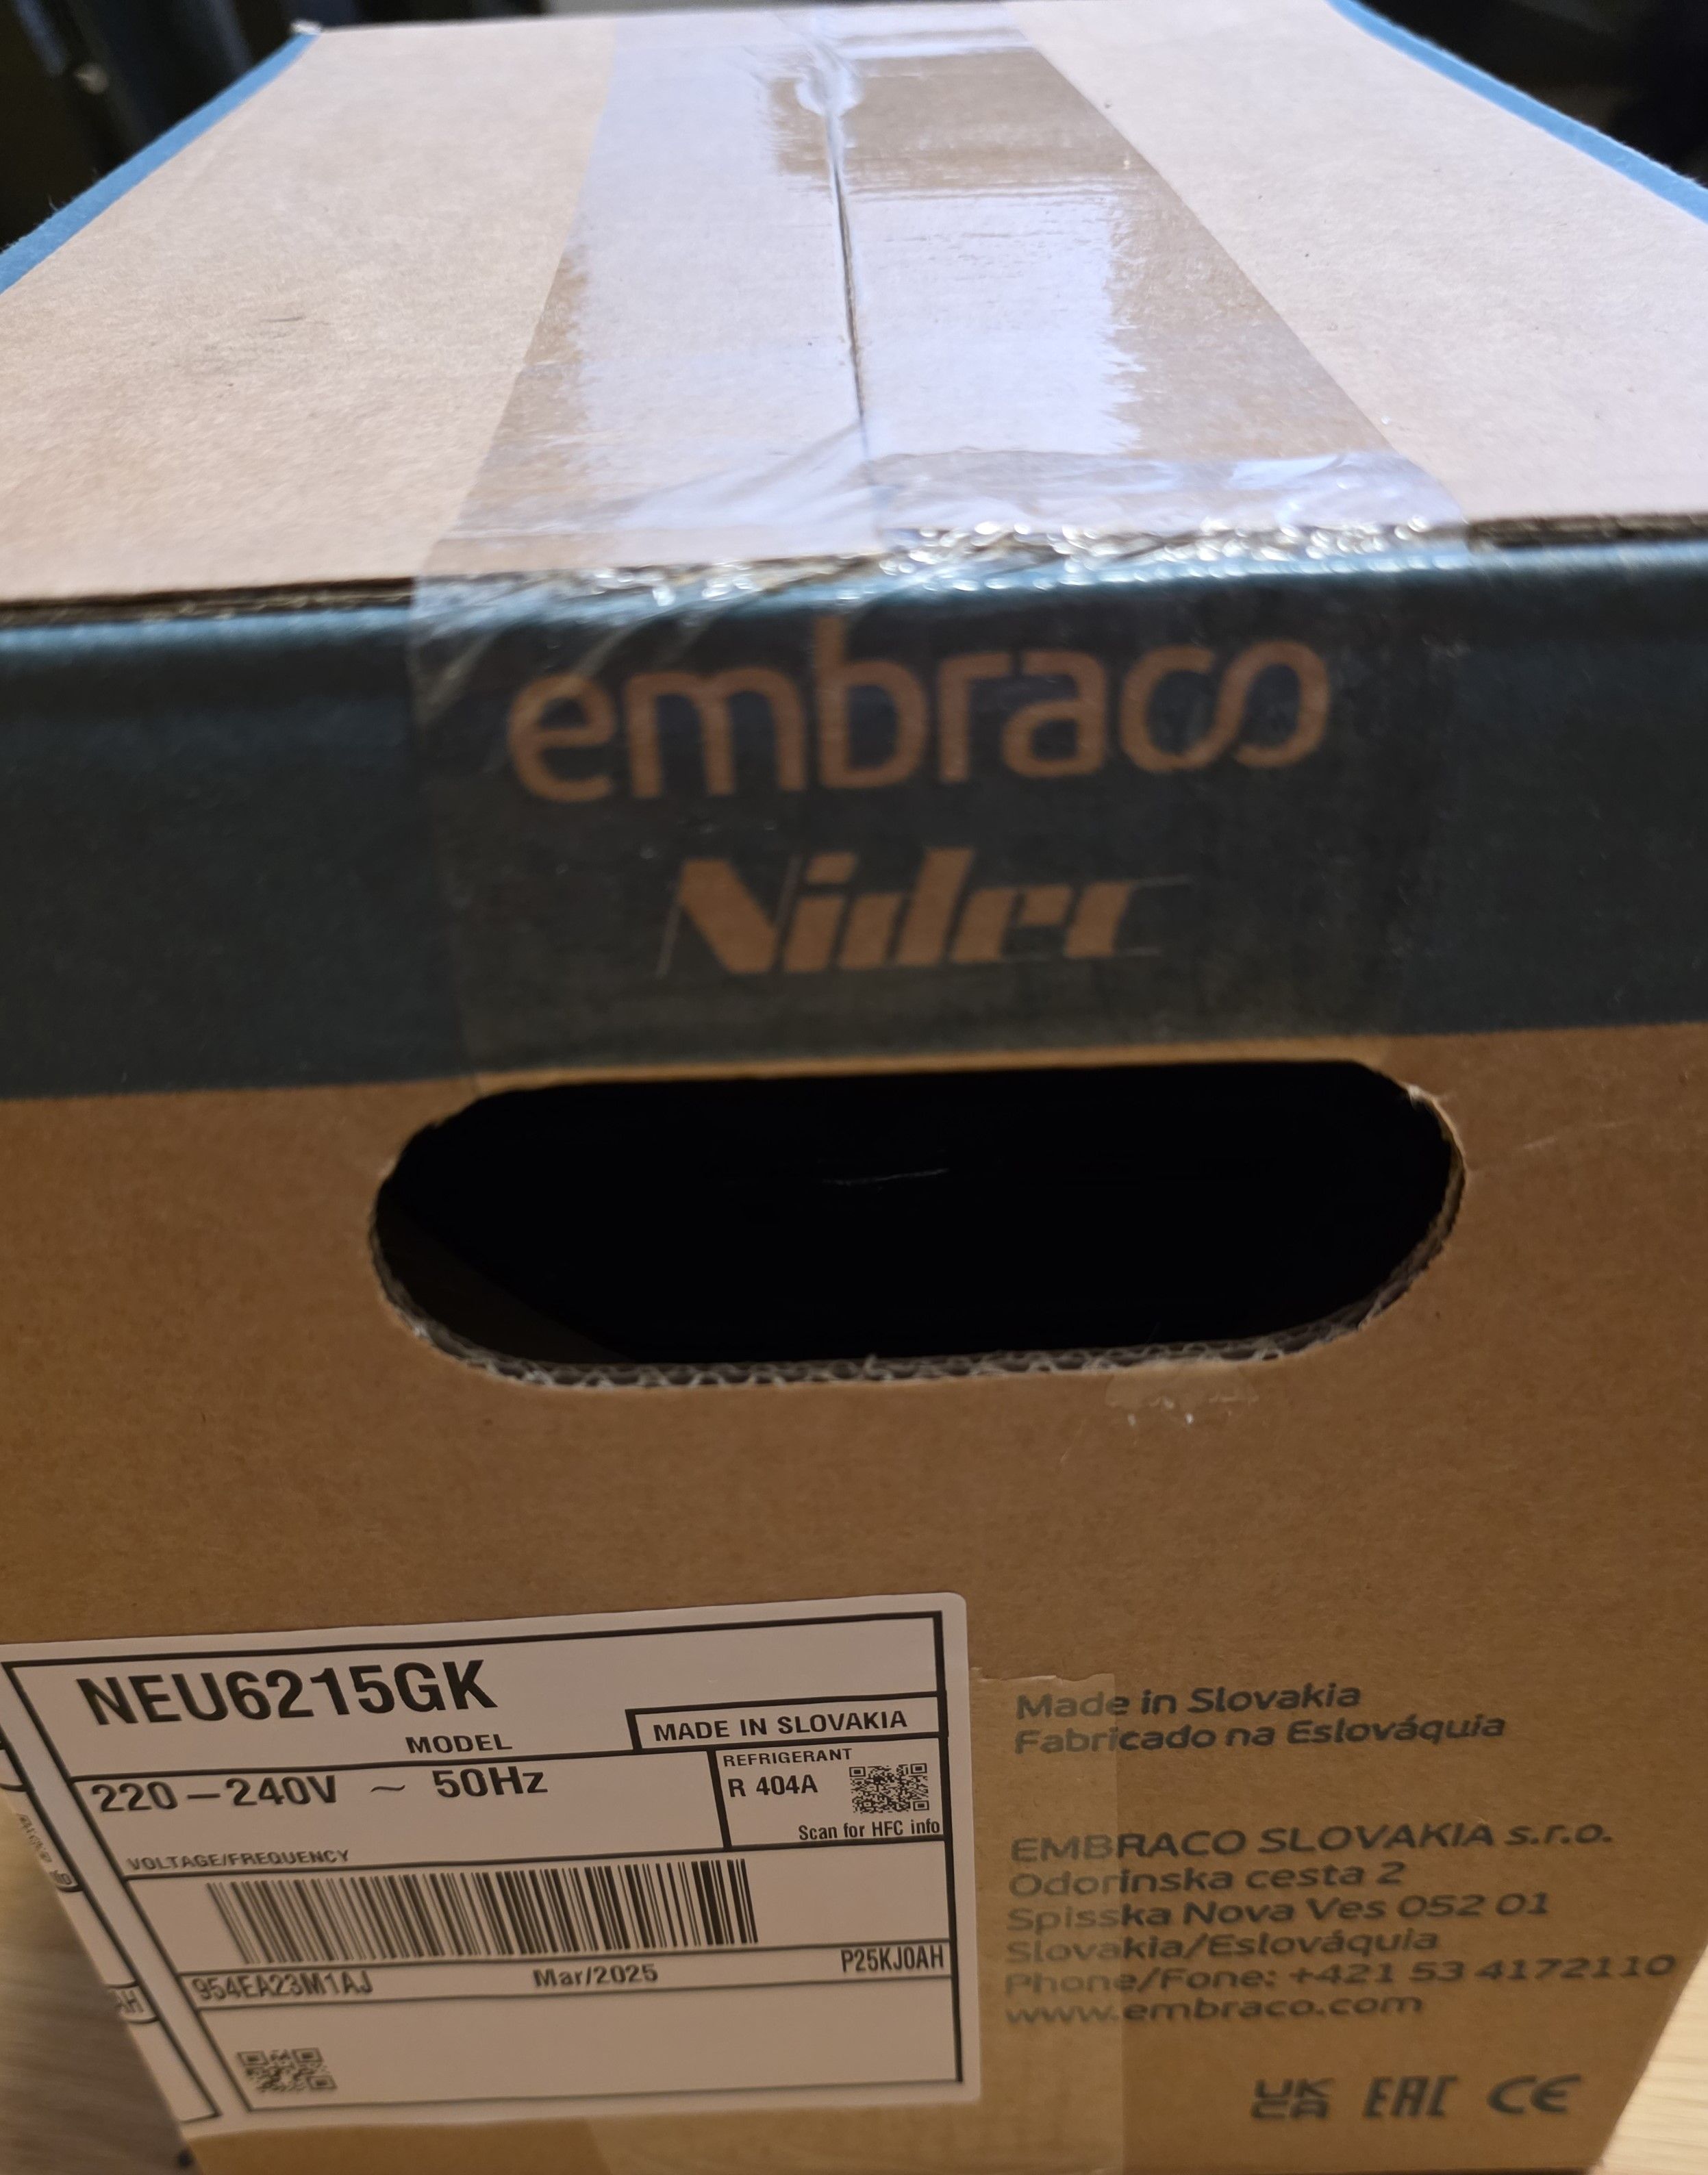 embraco
Nidec
NEU6215GK
MODEL
MADE IN SLOVAKIA
220-240V ~ 50Hz
VOLTAGE/FREQUENCY
REFRIGERANT
R 404A
Scan for HFC info
954EA23M1AJ
Mar/2025
P25KJ0AH
AH
Made in Slovakia
Fabricado na Eslováquia
EMBRACO SLOVAKIA s.r.o.
Odorinska cesta 2
Spisska Nova Ves 052 01
Slovakia/Eslováquia
Phone/Fone: +421 53 4172110
www.embraco.com
UK
CA
EAC CE